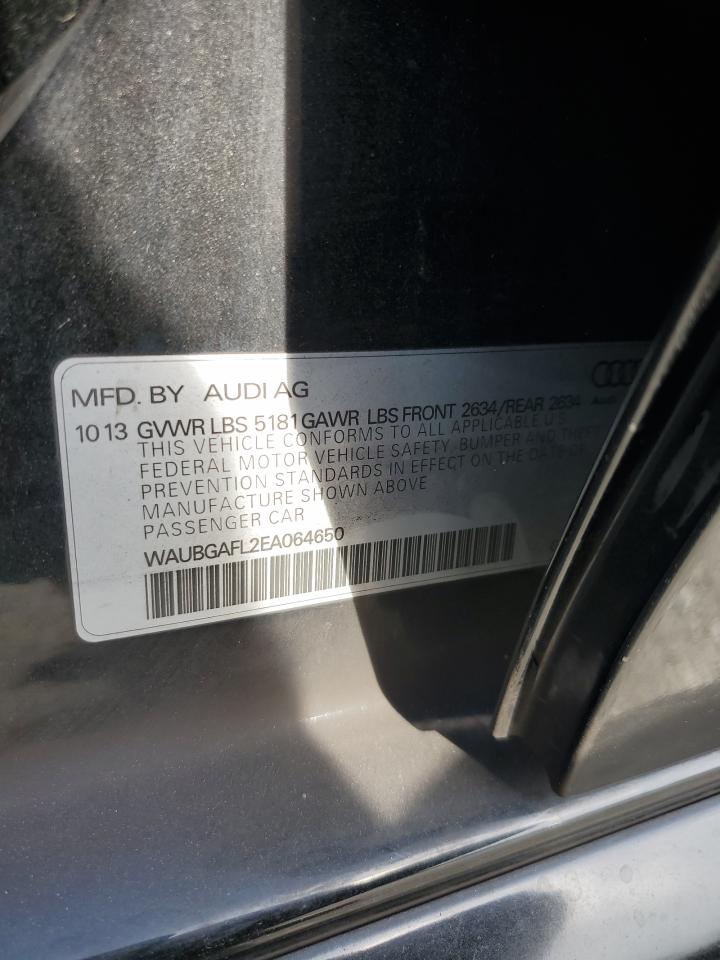 MFD. BY AUDI AG
Audi
10 13 GVWR LBS 5181 GAWR LBS FRONT 2634/REAR 2634
THIS VEHICLE CONFORMS TO ALL APPLICABLE U.S.
FEDERAL MOTOR VEHICLE SAFETY, BUMPER AND THEFT
PREVENTION STANDARDS IN EFFECT ON THE DATE OF
MANUFACTURE SHOWN ABOVE
PASSENGER CAR
WAUBGAFL2EA064650